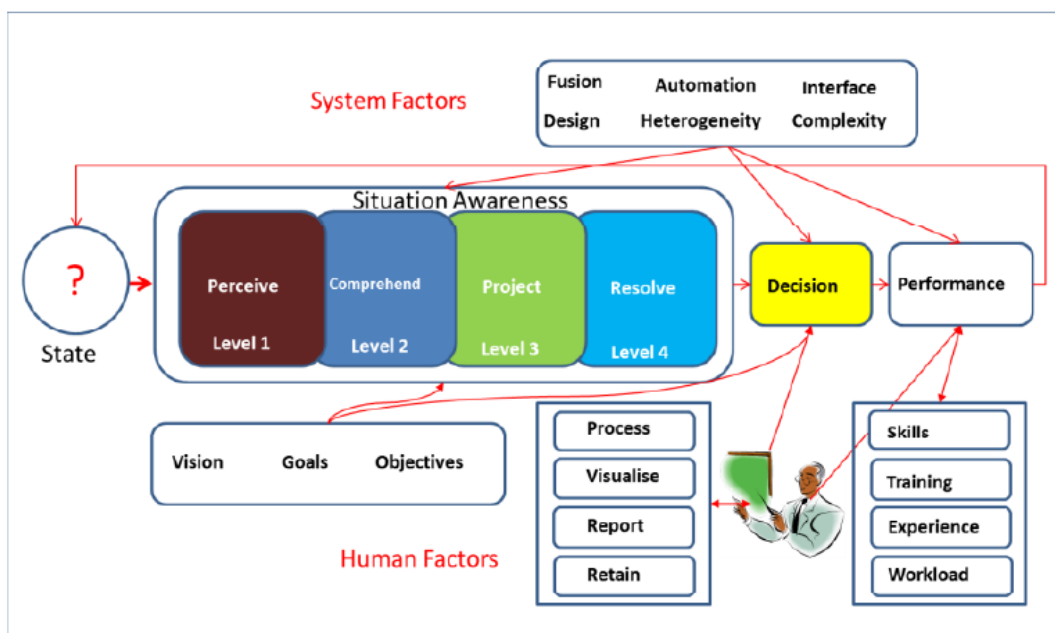 System Factors
Fusion Automation Interface
Design Heterogeneity Complexity
Situation Awareness
?
State
Perceive
Level 1
Comprehend
Level 2
Project
Level 3
Resolve
Level 4
Decision
Performance
Vision Goals Objectives
Human Factors
Process
Visualise
Report
Retain
Skills
Training
Experience
Workload